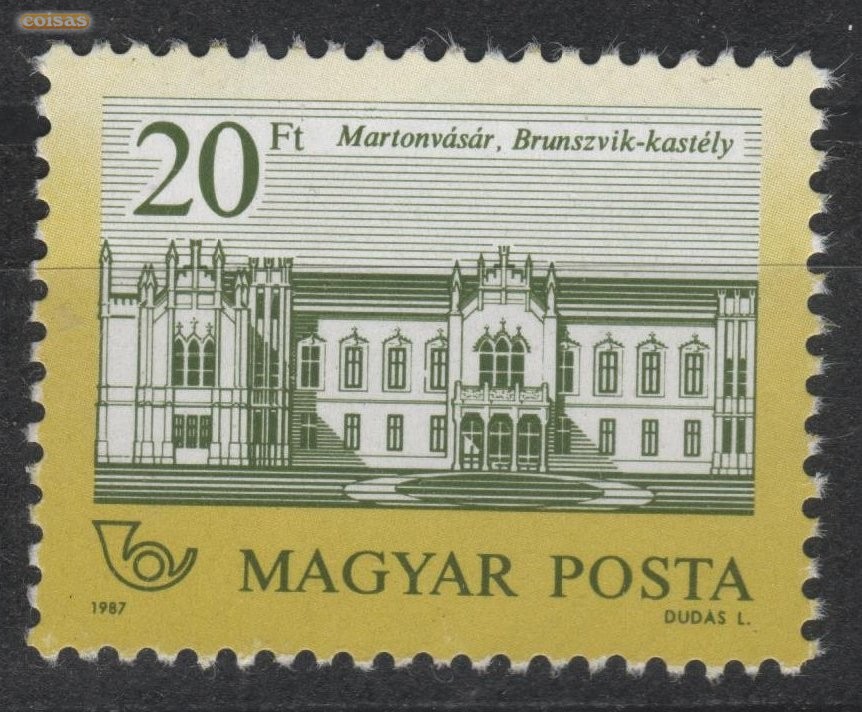 coisas
20 Ft Martonvásár, Brunszvik-kastély
MAGYAR POSTA
1987
DUDÁS L.